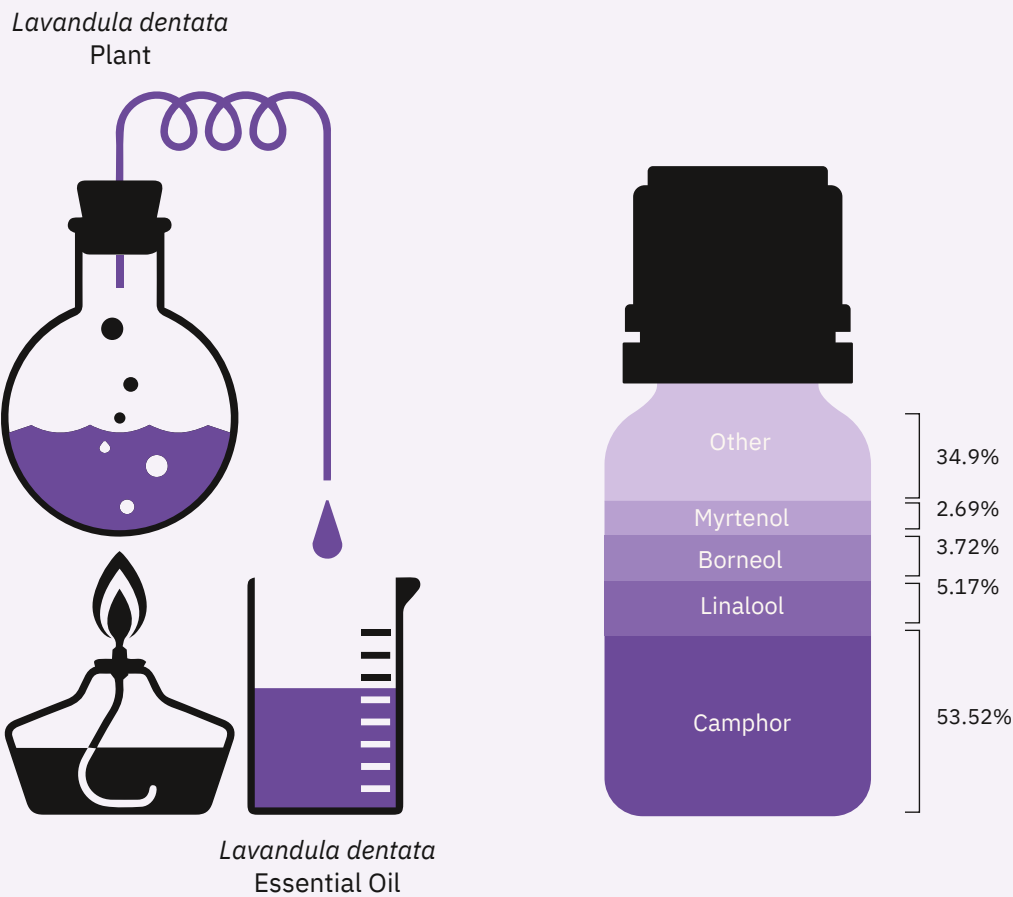 Lavandula dentata
Plant
Other
34.9%
Myrtenol
2.69%
Borneol
3.72%
Linalool
5.17%
Camphor
53.52%
Lavandula dentata
Essential Oil